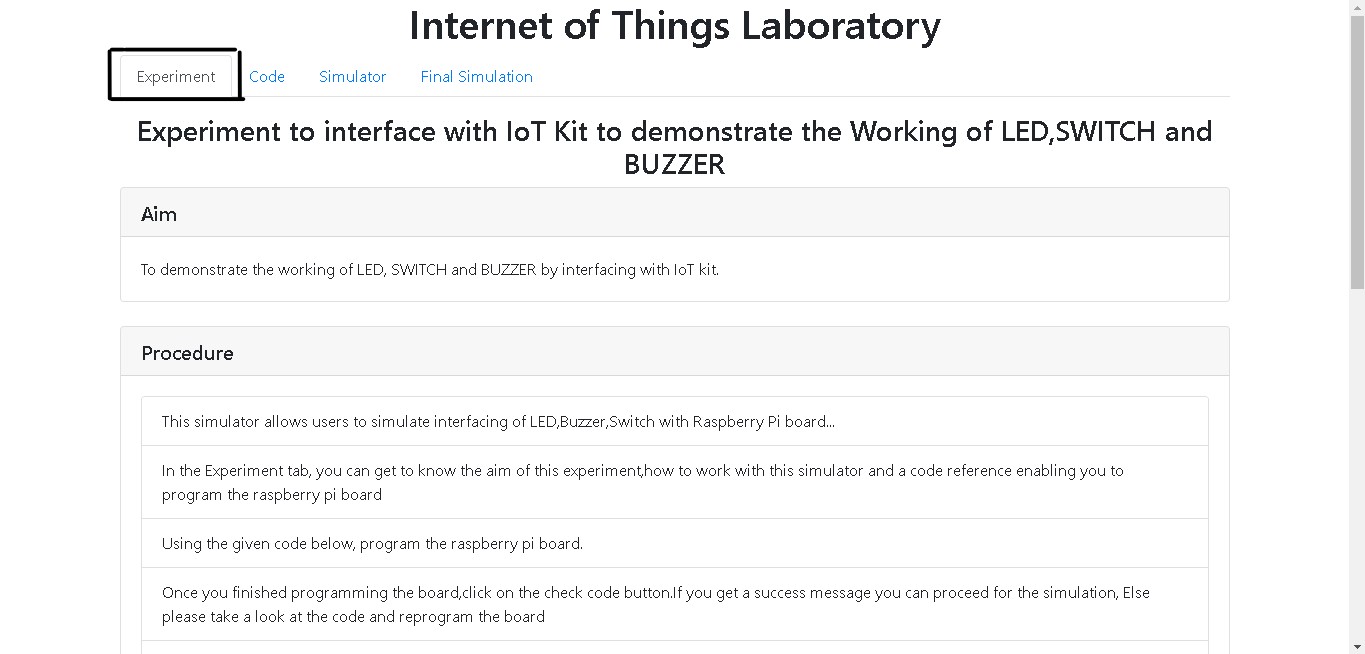 Internet of Things Laboratory
Experiment Code Simulator Final Simulation
Experiment to interface with IoT Kit to demonstrate the Working of LED,SWITCH and
BUZZER
Aim
To demonstrate the working of LED, SWITCH and BUZZER by interfacing with IoT kit.
Procedure
This simulator allows users to simulate interfacing of LED,Buzzer,Switch with Raspberry Pi board...
In the Experiment tab, you can get to know the aim of this experiment,how to work with this simulator and a code reference enabling you to
program the raspberry pi board
Using the given code below, program the raspberry pi board.
Once you finished programming the board,click on the check code button.If you get a success message you can proceed for the simulation, Else
please take a look at the code and reprogram the board